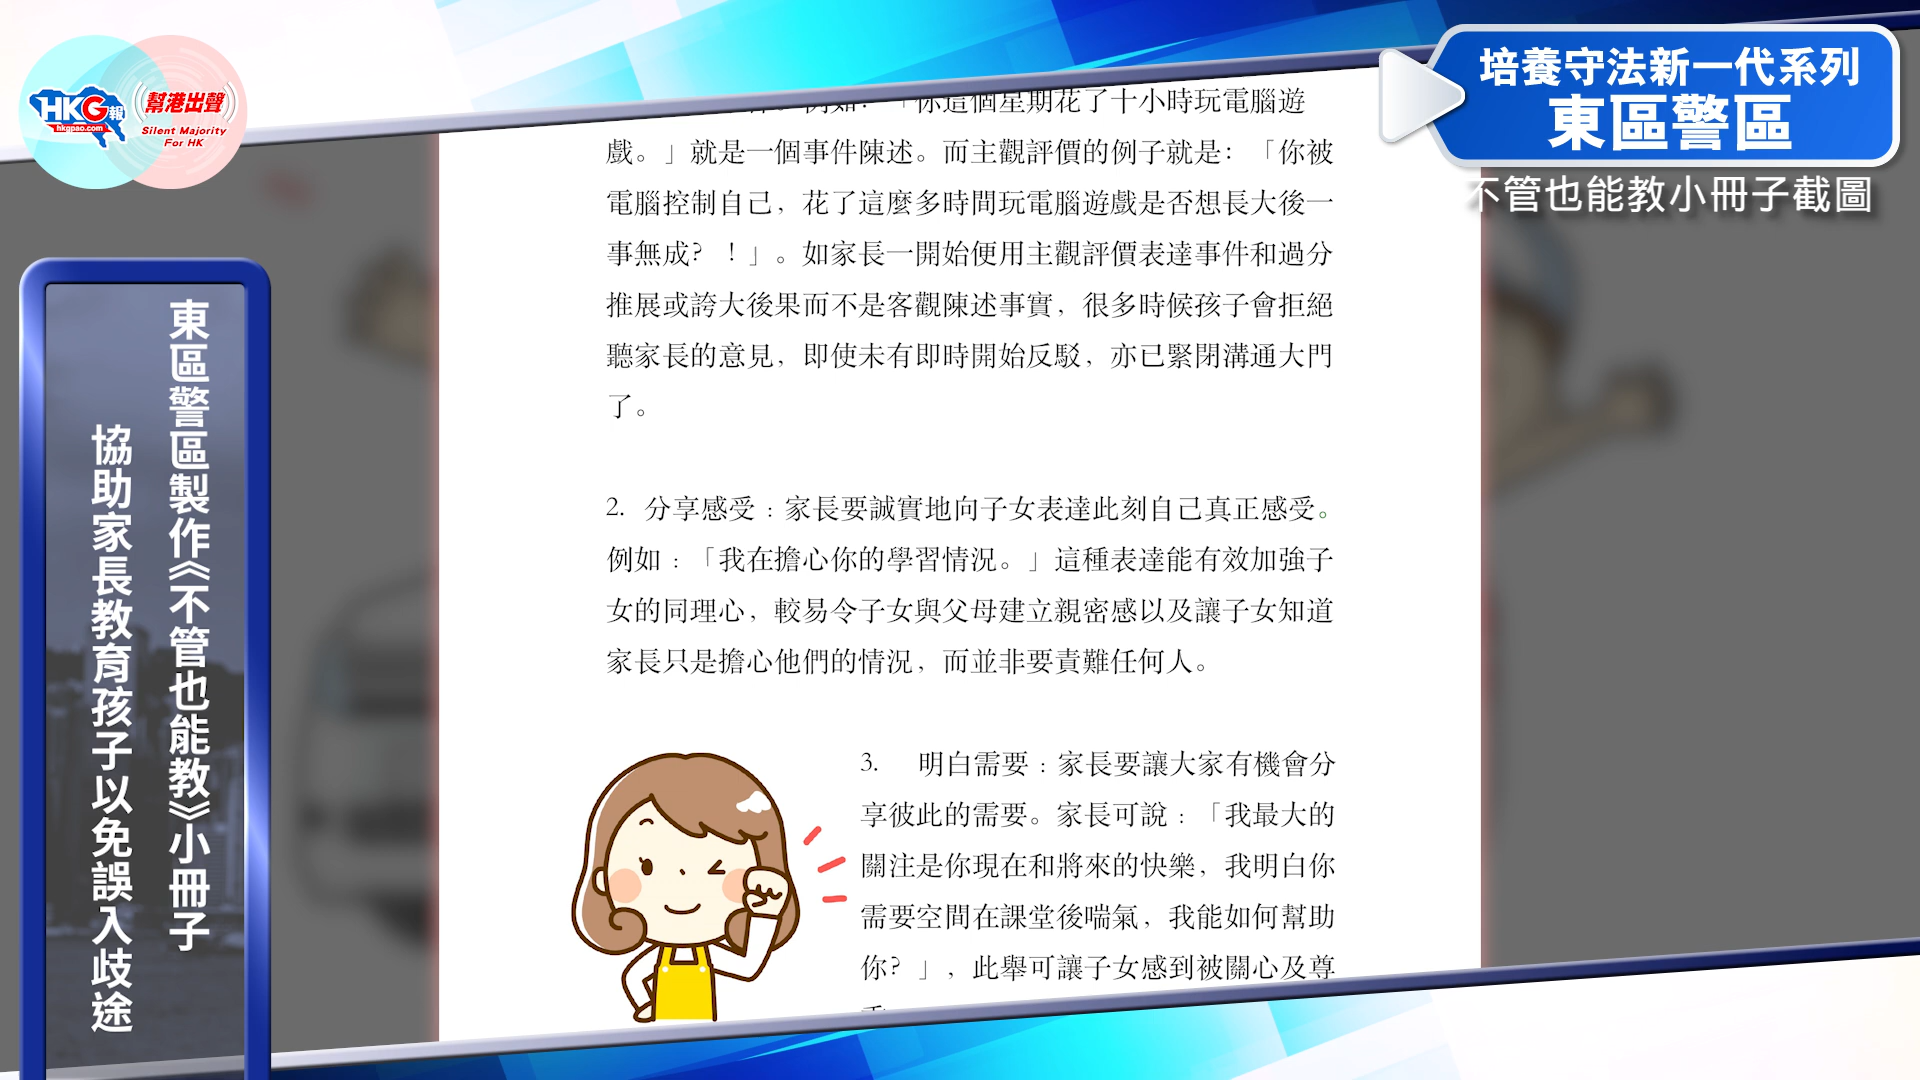 HKG報
hkgpao.com
幫港出聲
Silent Majority
For HK
培養守法新一代系列
東區警區
不管也能教小冊子截圖
東區警區製作《不管也能教》小冊子
協助家長教育孩子以免誤入歧途
例如：「你這個星期花了十小時玩電腦遊
戲。」就是一個事件陳述。而主觀評價的例子就是：「你被
電腦控制自己，花了這麼多時間玩電腦遊戲是否想長大後一
事無成？！」。如家長一開始便用主觀評價表達事件和過分
推展或誇大後果而不是客觀陳述事實，很多時候孩子會拒絕
聽家長的意見，即使未有即時開始反駁，亦已緊閉溝通大門
了。
2. 分享感受：家長要誠實地向子女表達此刻自己真正感受。
例如：「我在擔心你的學習情況。」這種表達能有效加強子
女的同理心，較易令子女與父母建立親密感以及讓子女知道
家長只是擔心他們的情況，而並非要責難任何人。
3. 明白需要：家長要讓大家有機會分
享彼此的需要。家長可說：「我最大的
關注是你現在和將來的快樂，我明白你
需要空間在課堂後喘氣，我能如何幫助
你？」，此舉可讓子女感到被關心及尊